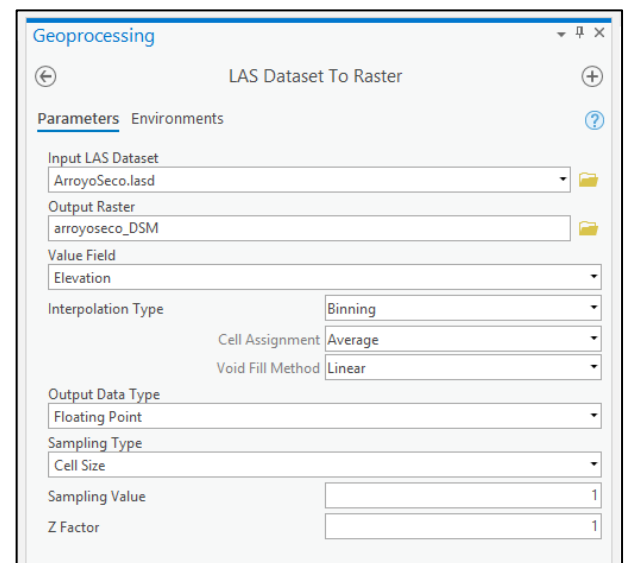 Geoprocessing
LAS Dataset To Raster
Parameters Environments
Input LAS Dataset
ArroyoSeco.lasd
Output Raster
arroyoseco_DSM
Value Field
Elevation
Interpolation Type Binning
Cell Assignment Average
Void Fill Method Linear
Output Data Type
Floating Point
Sampling Type
Cell Size
Sampling Value 1
Z Factor 1